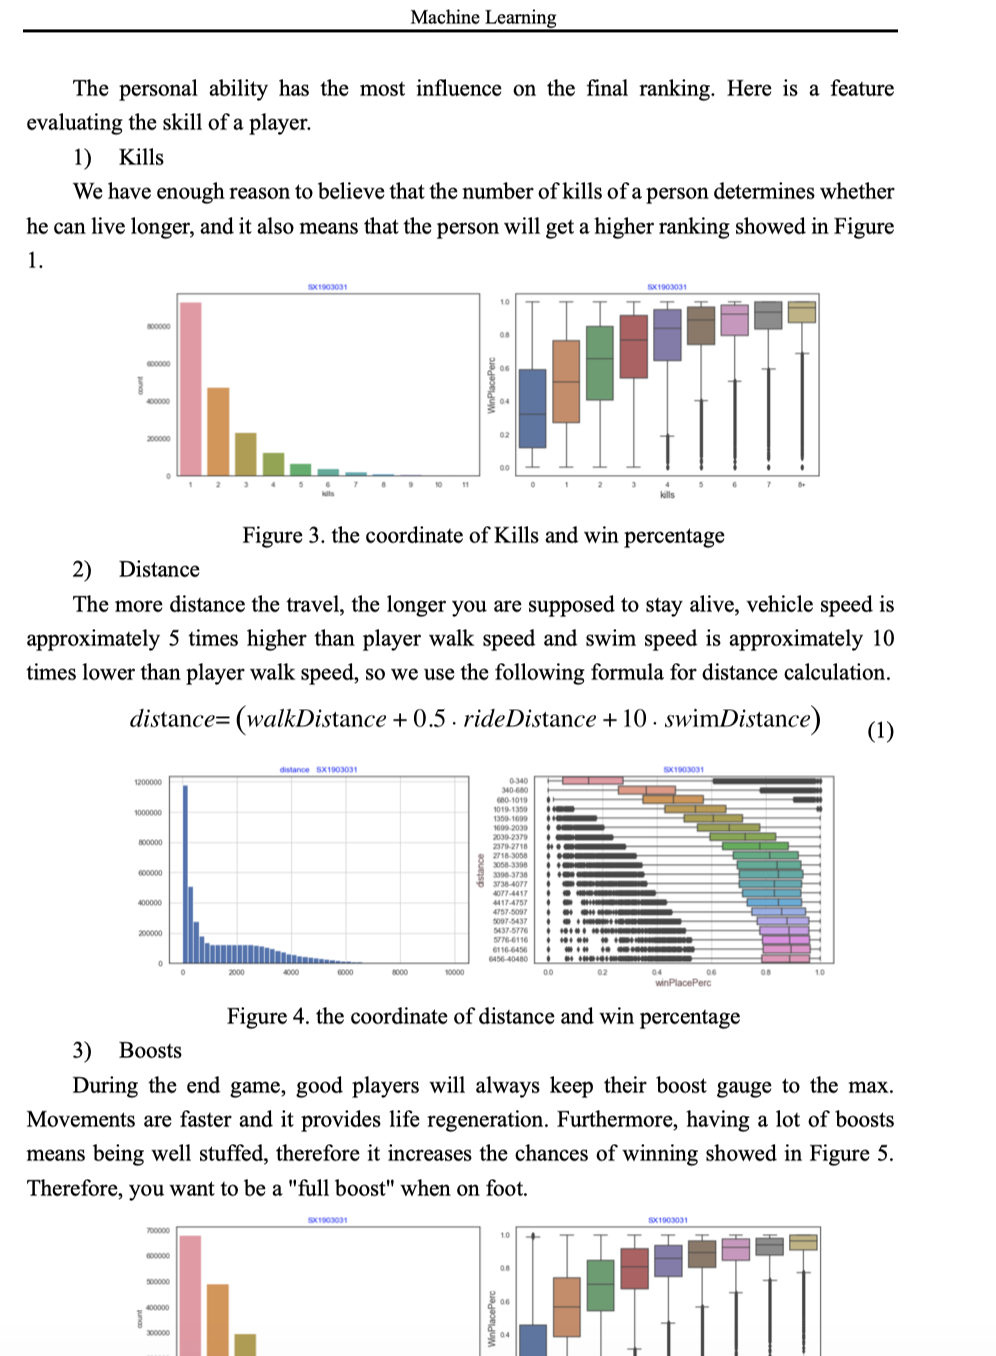 Machine Learning
The personal ability has the most influence on the final ranking. Here is a feature
evaluating the skill of a player.
1) Kills
We have enough reason to believe that the number of kills of a person determines whether
he can live longer, and it also means that the person will get a higher ranking showed in Figure
1.
SX1903031
800000
600000
400000
200000
0
count
1 2 3 4 5 6 7 8 9 10 11
kills
SX1903031
1.0
0.8
0.6
0.4
0.2
0.0
WinPlacePerc
0 1 2 3 4 5 6 7 8+
kills
Figure 3. the coordinate of Kills and win percentage
2) Distance
The more distance the travel, the longer you are supposed to stay alive, vehicle speed is
approximately 5 times higher than player walk speed and swim speed is approximately 10
times lower than player walk speed, so we use the following formula for distance calculation.
distance= (walkDistance + 0.5 · rideDistance + 10 · swimDistance)
(1)
distance SX1903031
1200000
1000000
800000
600000
400000
200000
0
0 2000 4000 6000 8000 10000
SX1903031
distance
0-340
340-680
680-1019
1019-1359
1359-1699
1699-2039
2039-2379
2379-2718
2718-3058
3058-3398
3398-3738
3738-4077
4077-4417
4417-4757
4757-5097
5097-5437
5437-5776
5776-6116
6116-6456
6456-40480
0.0 0.2 0.4 0.6 0.8 1.0
winPlacePerc
Figure 4. the coordinate of distance and win percentage
3) Boosts
During the end game, good players will always keep their boost gauge to the max.
Movements are faster and it provides life regeneration. Furthermore, having a lot of boosts
means being well stuffed, therefore it increases the chances of winning showed in Figure 5.
Therefore, you want to be a "full boost" when on foot.
SX1903031
700000
600000
500000
400000
300000
count
SX1903031
1.0
0.8
0.6
0.4
WinPlacePerc